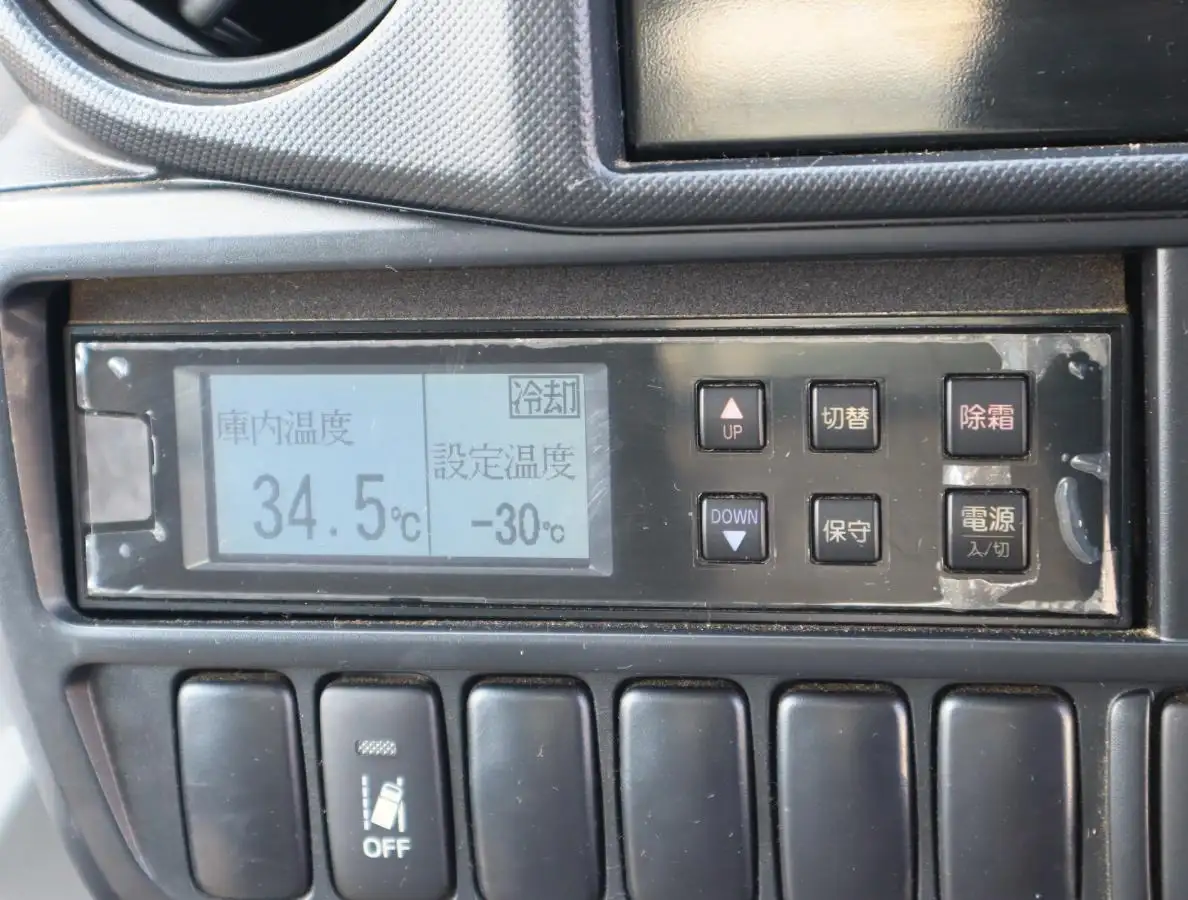 冷却
庫内温度
設定温度
34.5℃
-30℃
UP
切替
除霜
DOWN
保守
電源
入/切
OFF